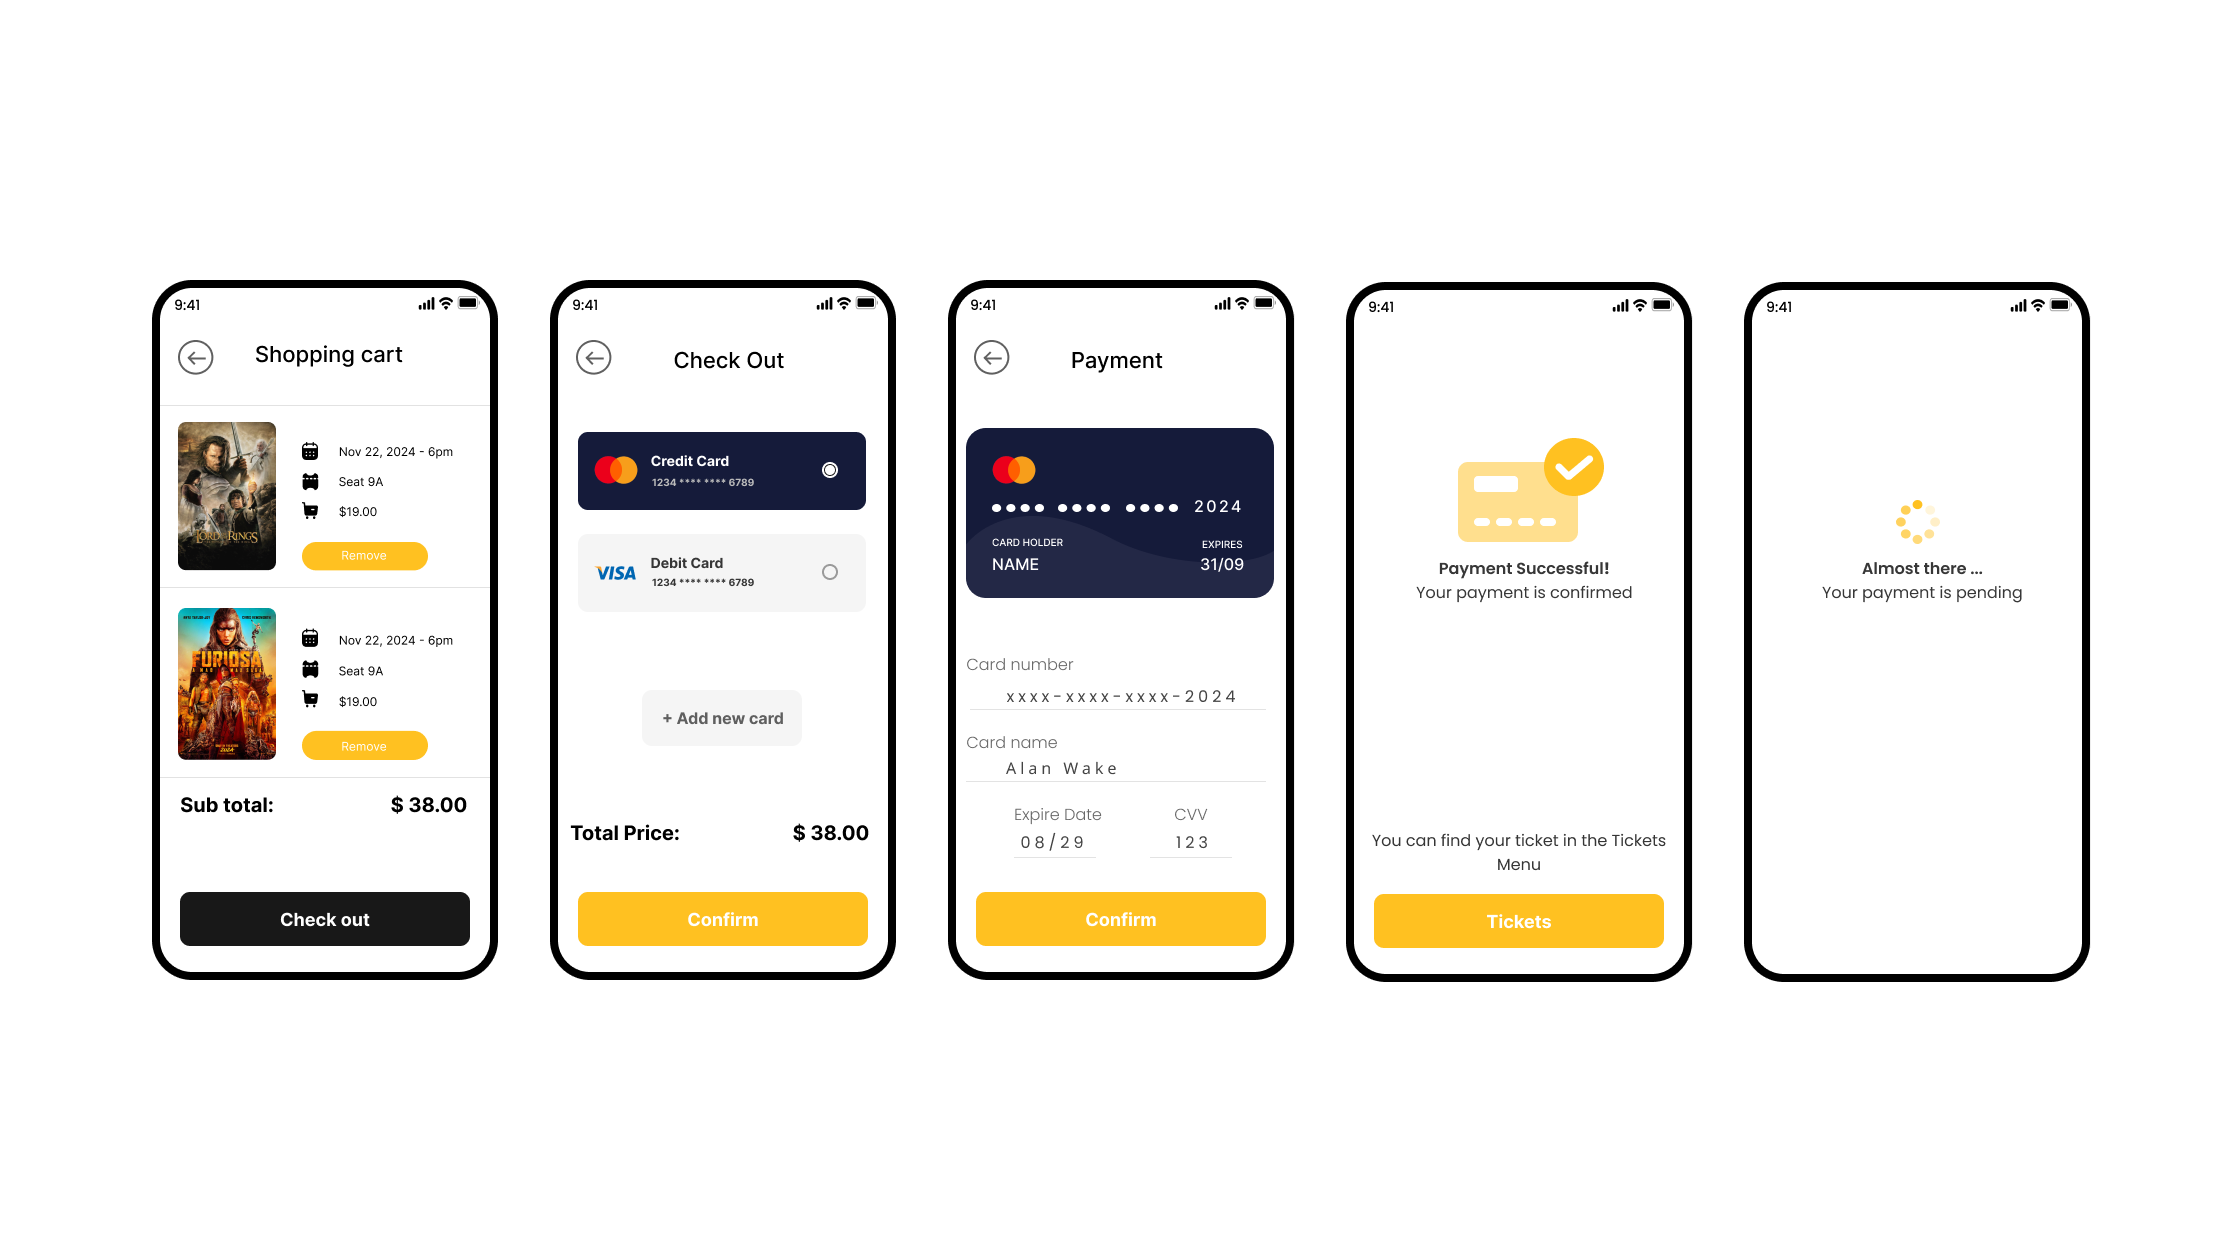 9:41
Shopping cart
Nov 22, 2024 - 6pm
Seat 9A
$19.00
Remove
LORD OF THE RINGS
Nov 22, 2024 - 6pm
Seat 9A
$19.00
Remove
FURIOSA
2024
Sub total: $ 38.00
Check out
9:41
Check Out
Credit Card
1234 **** **** 6789
VISA
Debit Card
1234 **** **** 6789
+ Add new card
Total Price: $ 38.00
Confirm
9:41
Payment
•••• •••• •••• 2024
CARD HOLDER EXPIRES
NAME 31/09
Card number
xxxx-xxxx-xxxx-2024
Card name
Alan Wake
Expire Date CVV
08/29 123
Confirm
9:41
Payment Successful!
Your payment is confirmed
You can find your ticket in the Tickets
Menu
Tickets
9:41
Almost there ...
Your payment is pending